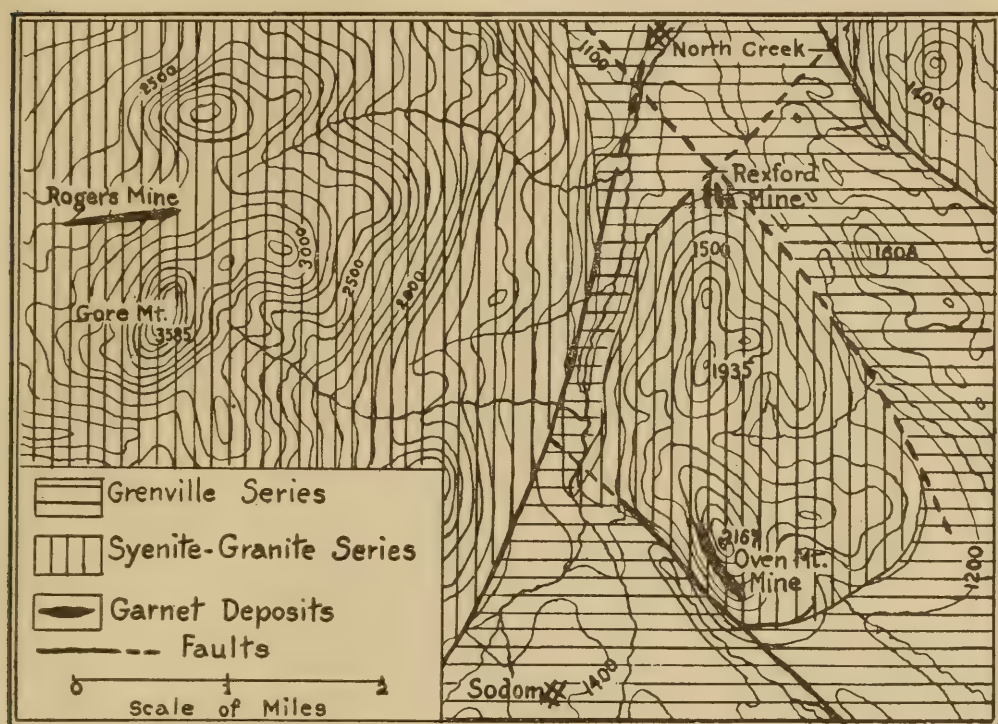 2500
1100
North Creek
1400
Rogers Mine
Rexford
Mine
3000
1500
1608
2500
2000
Gore Mt.
3585
1935
2167
Oven Mt.
Mine
1200
1400
Sodom
Grenville Series
Syenite-Granite Series
Garnet Deposits
Faults
0 1 2
Scale of Miles